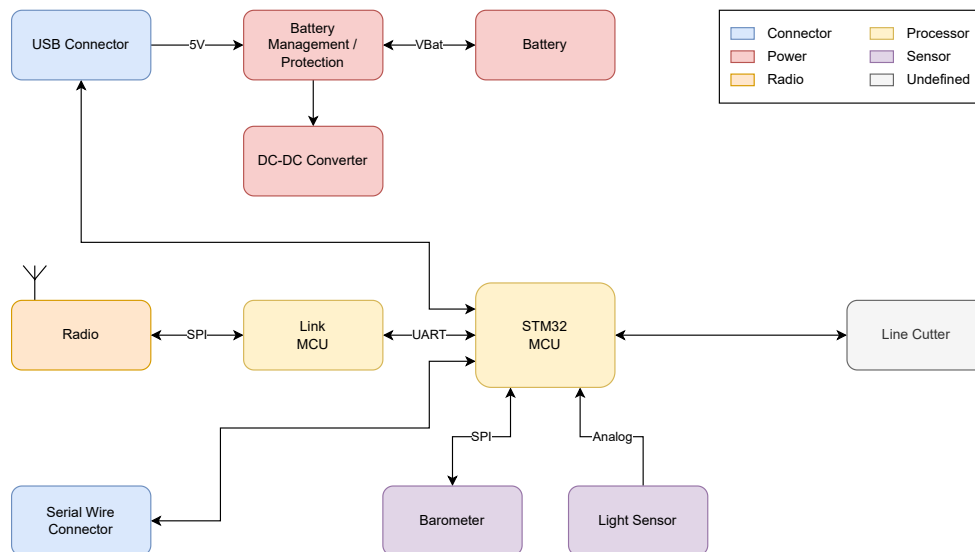 USB Connector
5V
Battery
Management /
Protection
VBat
Battery
Connector
Power
Radio
Processor
Sensor
Undefined
DC-DC Converter
Radio
SPI
Link
MCU
UART
STM32
MCU
Line Cutter
SPI
Analog
Serial Wire
Connector
Barometer
Light Sensor